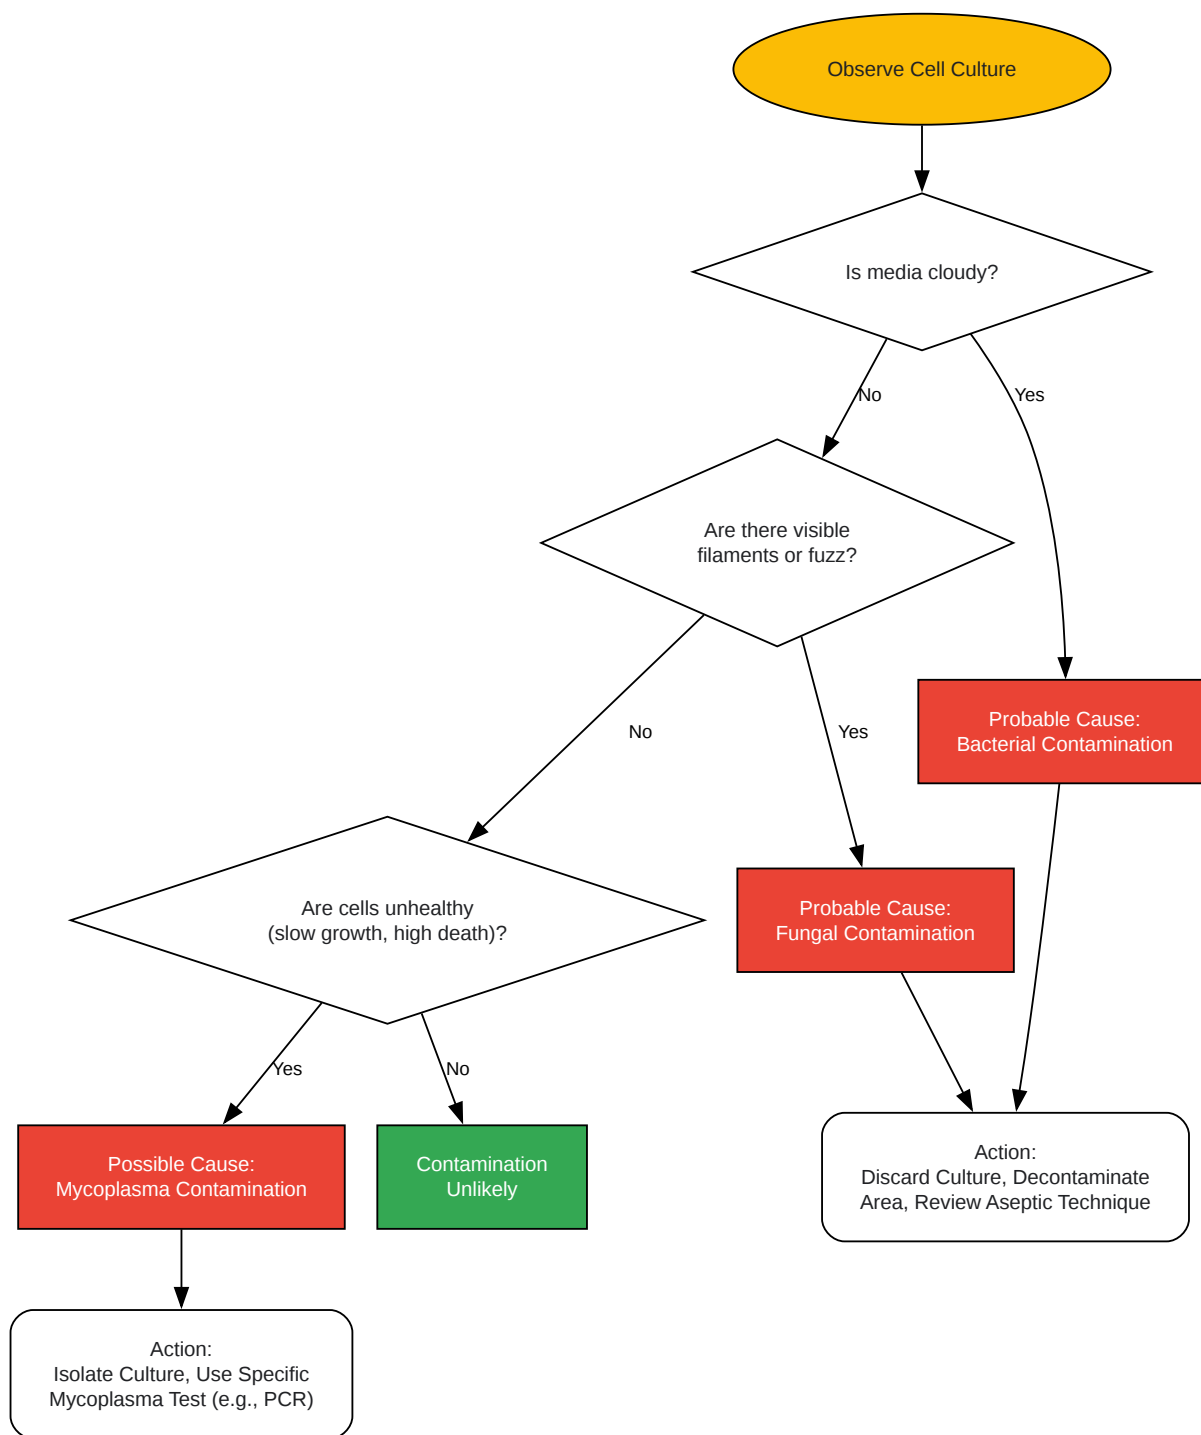 Observe Cell Culture
Is media cloudy?
No
Yes
Are there visible
filaments or fuzz?
No
Yes
Probable Cause:
Bacterial Contamination
Are cells unhealthy
(slow growth, high death)?
Probable Cause:
Fungal Contamination
Yes
No
Possible Cause:
Mycoplasma Contamination
Contamination
Unlikely
Action:
Discard Culture, Decontaminate
Area, Review Aseptic Technique
Action:
Isolate Culture, Use Specific
Mycoplasma Test (e.g., PCR)